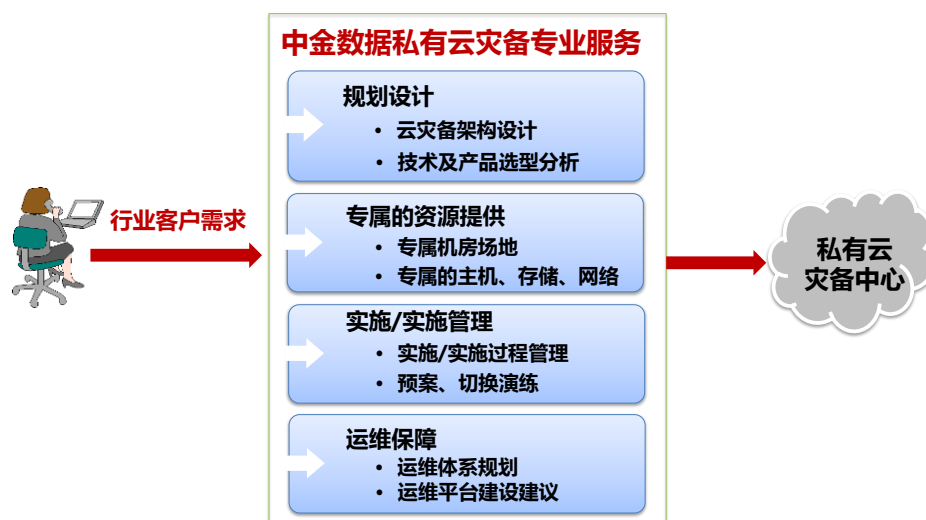 中金数据私有云灾备专业服务
规划设计
• 云灾备架构设计
• 技术及产品选型分析
行业客户需求
专属的资源提供
• 专属机房场地
• 专属的主机、存储、网络
私有云
灾备中心
实施/实施管理
• 实施/实施过程管理
• 预案、切换演练
运维保障
• 运维体系规划
• 运维平台建设建议